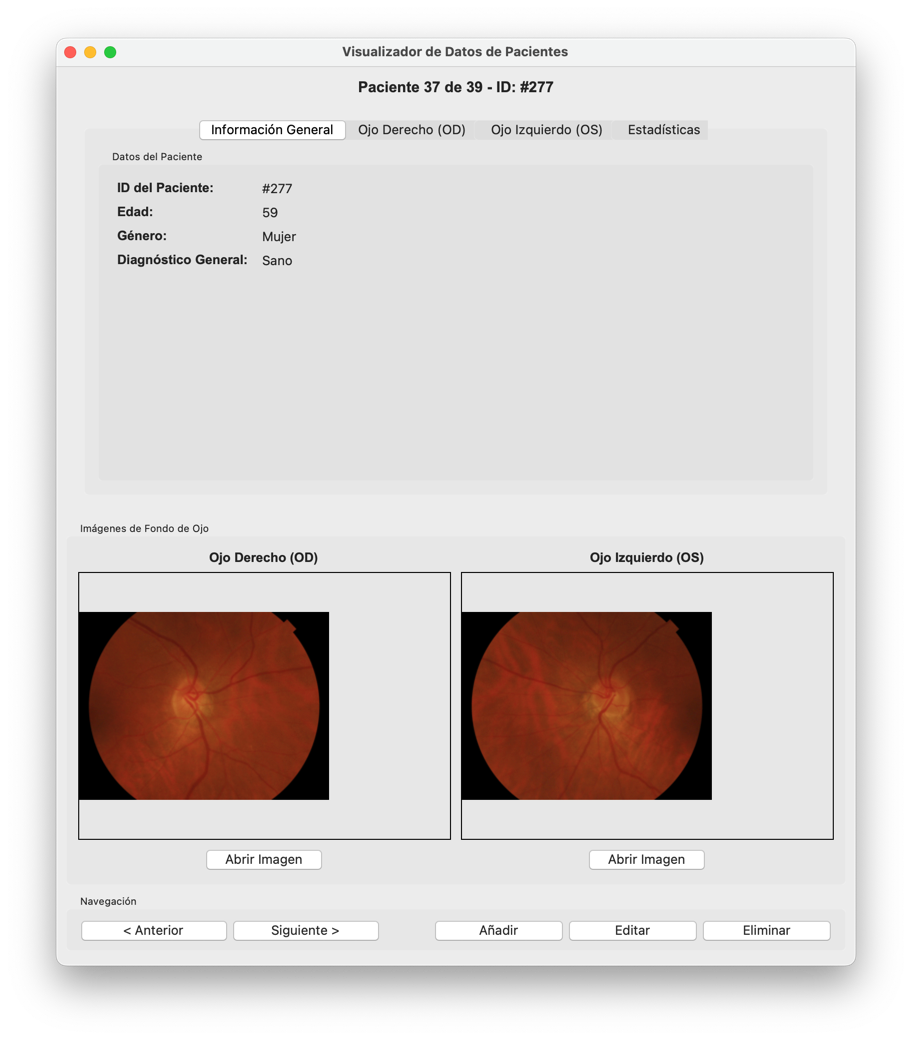 Visualizador de Datos de Pacientes
Paciente 37 de 39 - ID: #277
Información General Ojo Derecho (OD) Ojo Izquierdo (OS) Estadísticas
Datos del Paciente
ID del Paciente: #277
Edad: 59
Género: Mujer
Diagnóstico General: Sano
Imágenes de Fondo de Ojo
Ojo Derecho (OD) Ojo Izquierdo (OS)
Abrir Imagen Abrir Imagen
Navegación
< Anterior Siguiente > Añadir Editar Eliminar